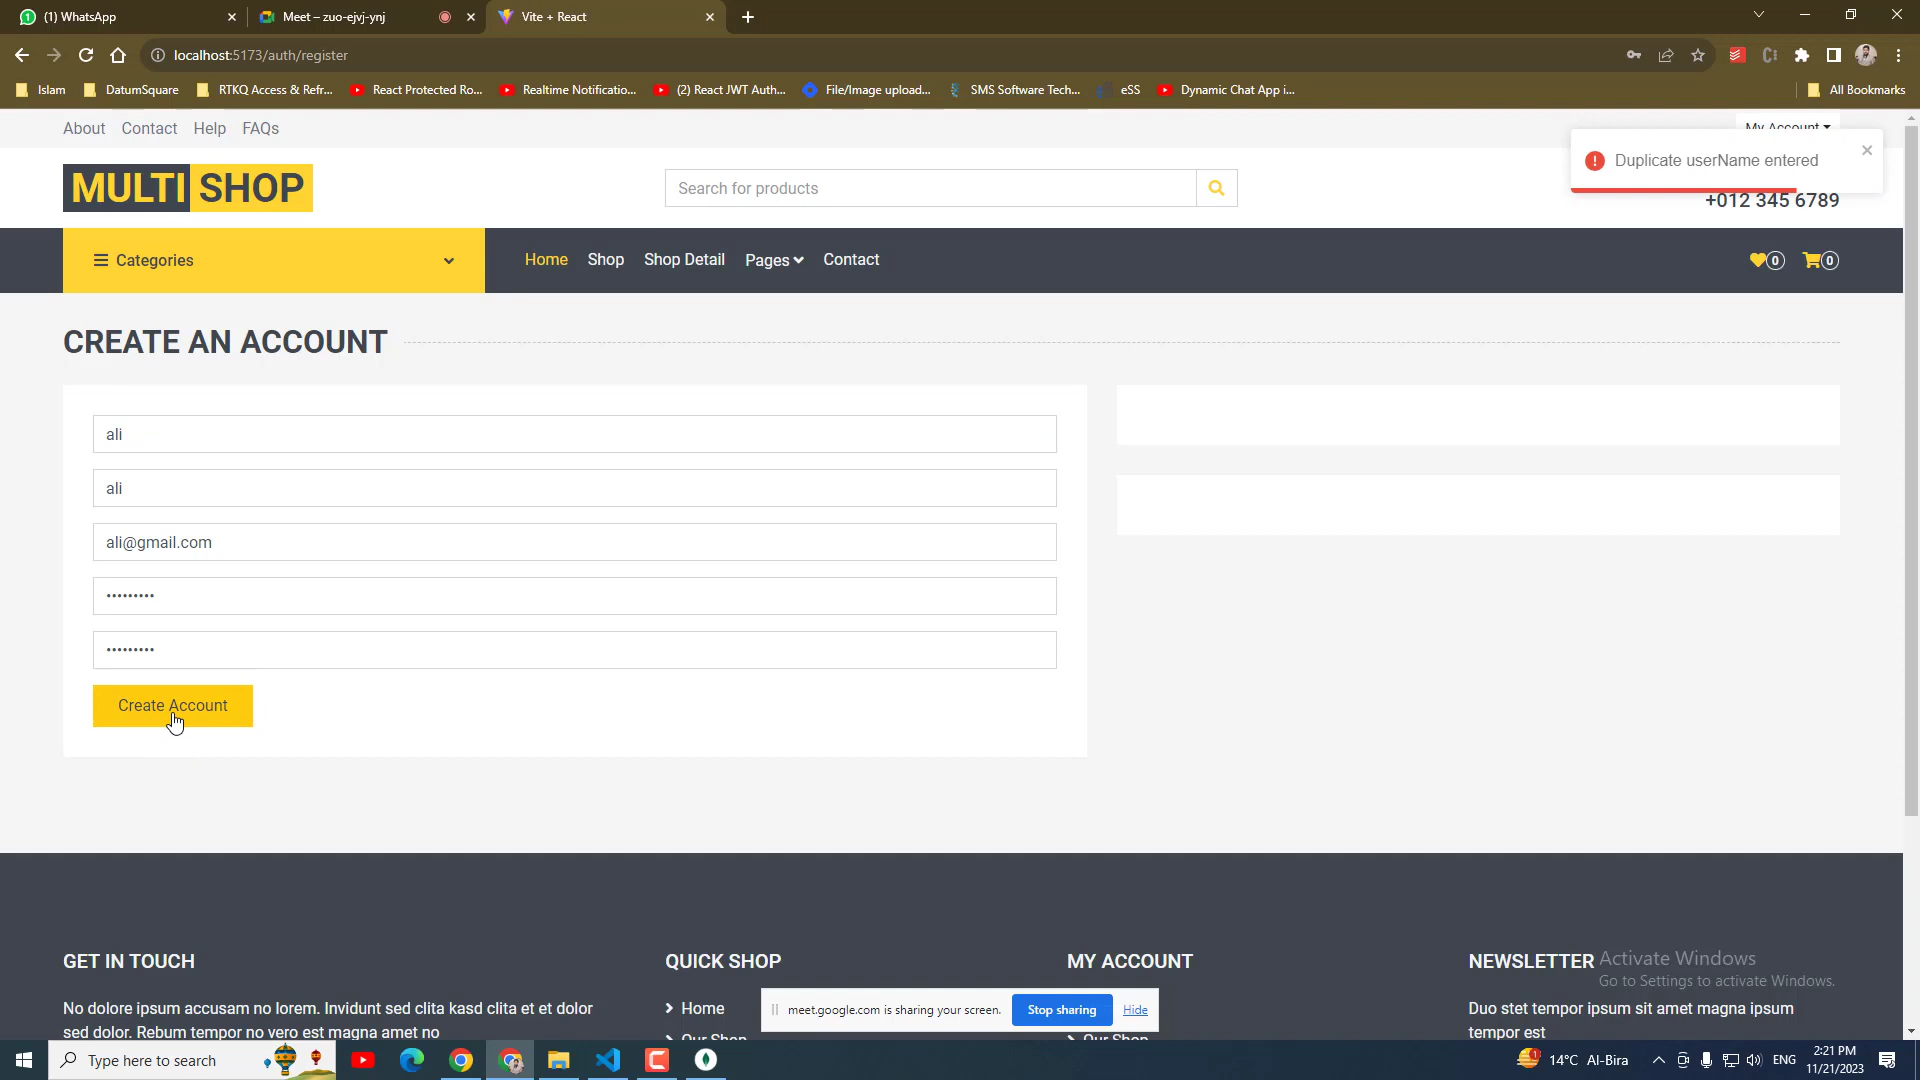 (1) WhatsApp
Meet – zuo-ejvj-ynj
Vite + React
localhost:5173/auth/register
Islam
DatumSquare
RTKQ Access & Refr...
React Protected Ro...
Realtime Notificatio...
(2) React JWT Auth...
File/Image upload...
SMS Software Tech...
eSS
Dynamic Chat App i...
All Bookmarks
About Contact Help FAQs
My Account
Duplicate userName entered
MULTI SHOP
Search for products
+012 345 6789
Categories
Home Shop Shop Detail Pages Contact
0 0
CREATE AN ACCOUNT
ali
ali
ali@gmail.com
•••••••••
•••••••••
Create Account
GET IN TOUCH
QUICK SHOP
MY ACCOUNT
NEWSLETTER
Activate Windows
Go to Settings to activate Windows.
No dolore ipsum accusam no lorem. Invidunt sed clita kasd clita et et dolor
sed dolor. Rebum tempor no vero est magna amet no
Home
Our Shop
Our Shop
Duo stet tempor ipsum sit amet magna ipsum
tempor est
meet.google.com is sharing your screen.
Stop sharing
Hide
Type here to search
1
14°C Al-Bira
ENG
2:21 PM
11/21/2023